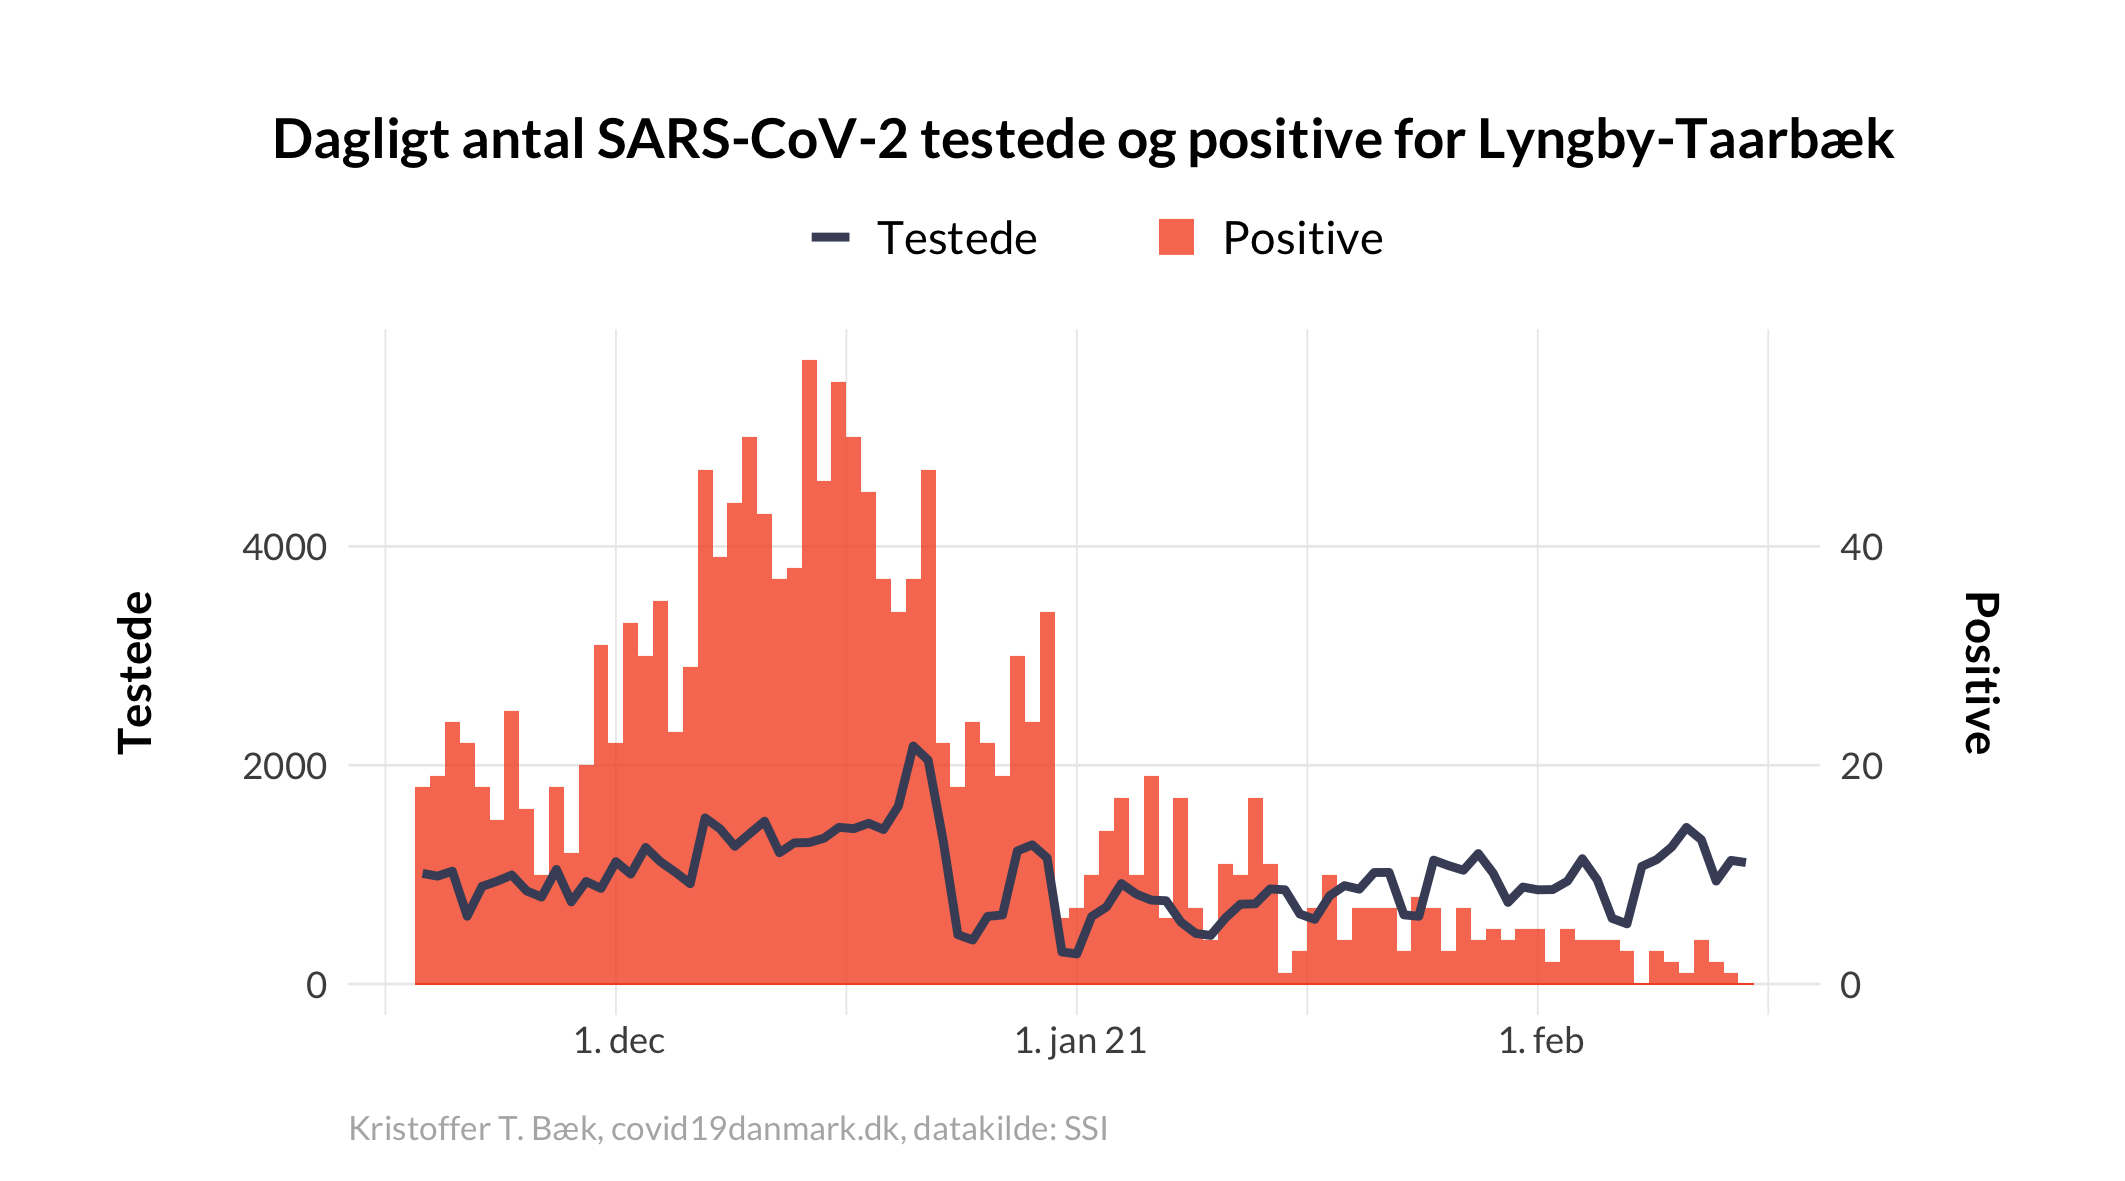 Dagligt antal SARS-CoV-2 testede og positive for Lyngby-Taarbæk
Testede
Positive
4000
2000
0
Testede
40
20
0
Positive
1. dec
1. jan 21
1. feb
Kristoffer T. Bæk, covid19danmark.dk, datakilde: SSI